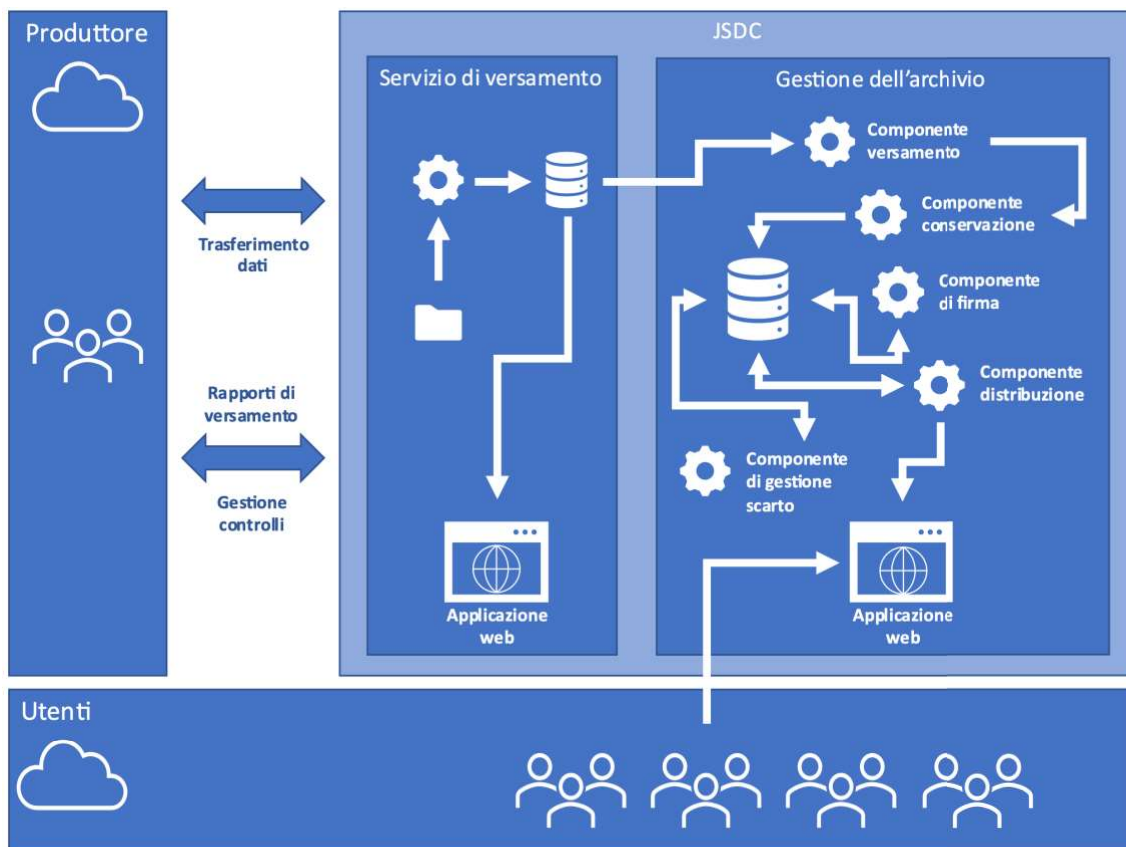 Produttore
JSDC
Servizio di versamento
Gestione dell'archivio
Componente
versamento
Componente
conservazione
Componente
di firma
Componente
distribuzione
Componente
di gestione
scarto
Trasferimento
dati
Rapporti di
versamento
Gestione
controlli
Applicazione
web
Applicazione
web
Utenti